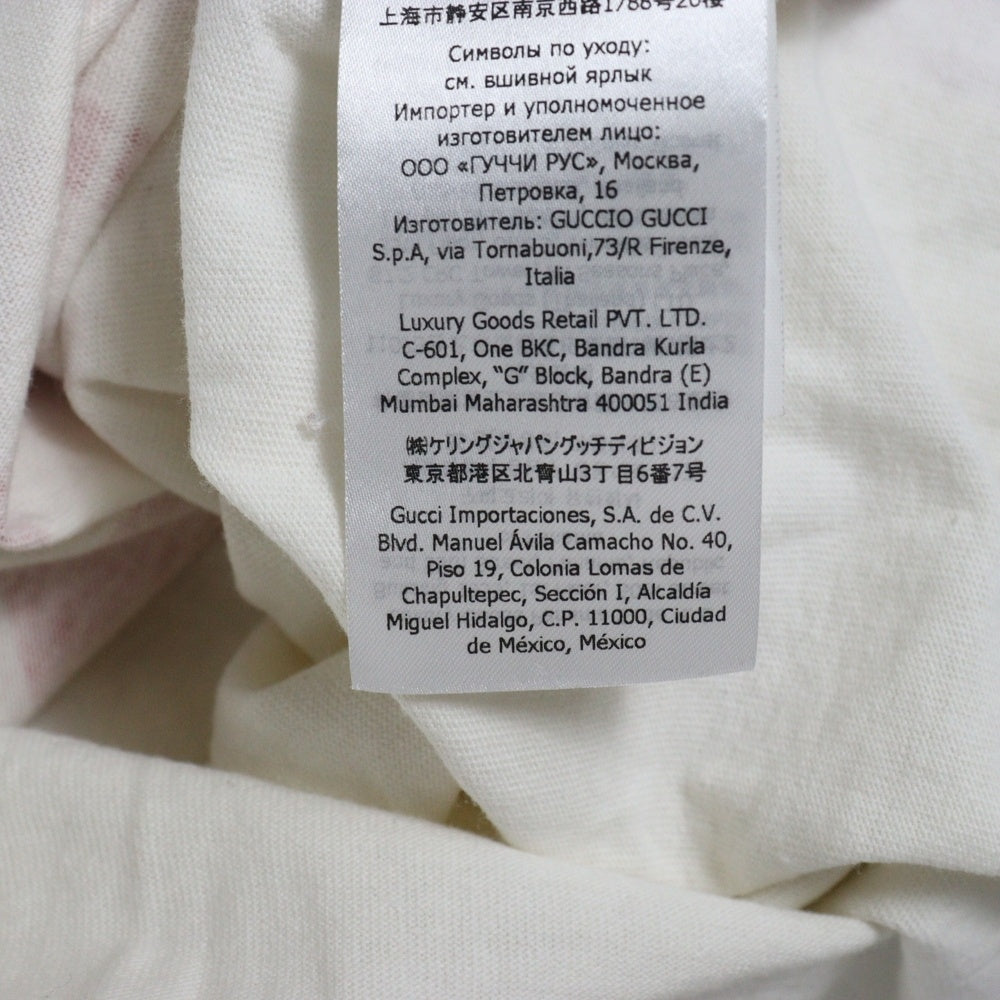 上海市静安区南京西路1788号20楼
Символы по уходу:
см. вшивной ярлык
Импортер и уполномоченное
изготовителем лицо:
ООО «ГУЧЧИ РУС», Москва,
Петровка, 16
Изготовитель: GUCCIO GUCCI
S.p.A, via Tornabuoni,73/R Firenze,
Italia
Luxury Goods Retail PVT. LTD.
C-601, One BKC, Bandra Kurla
Complex, “G” Block, Bandra (E)
Mumbai Maharashtra 400051 India
㈱ケリングジャパングッチディビジョン
東京都港区北青山3丁目6番7号
Gucci Importaciones, S.A. de C.V.
Blvd. Manuel Ávila Camacho No. 40,
Piso 19, Colonia Lomas de
Chapultepec, Sección I, Alcaldía
Miguel Hidalgo, C.P. 11000, Ciudad
de México, México